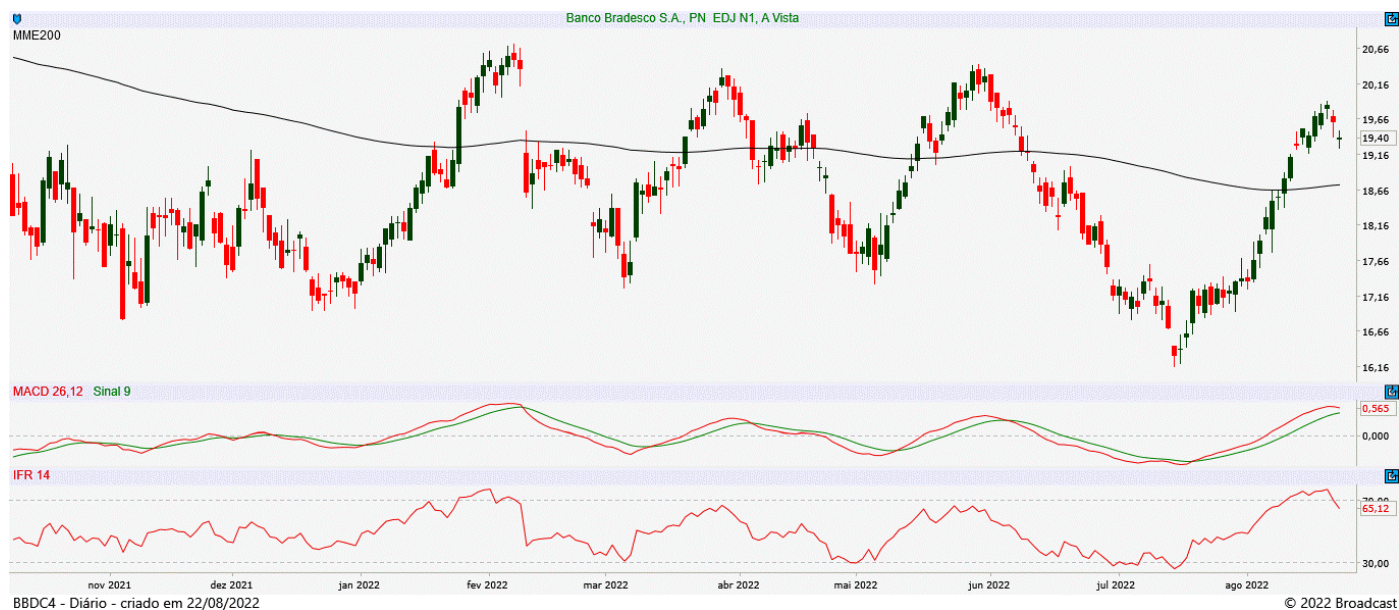 Banco Bradesco S.A., PN EDJ N1, A Vista
MME200
20,66
20,16
19,66
19,40
19,16
18,66
18,16
17,66
17,16
16,66
16,16
MACD 26,12 Sinal 9
0,565
0,000
IFR 14
70,00
65,12
30,00
nov 2021 dez 2021 jan 2022 fev 2022 mar 2022 abr 2022 mai 2022 jun 2022 jul 2022 ago 2022
BBDC4 - Diário - criado em 22/08/2022 © 2022 Broadcast